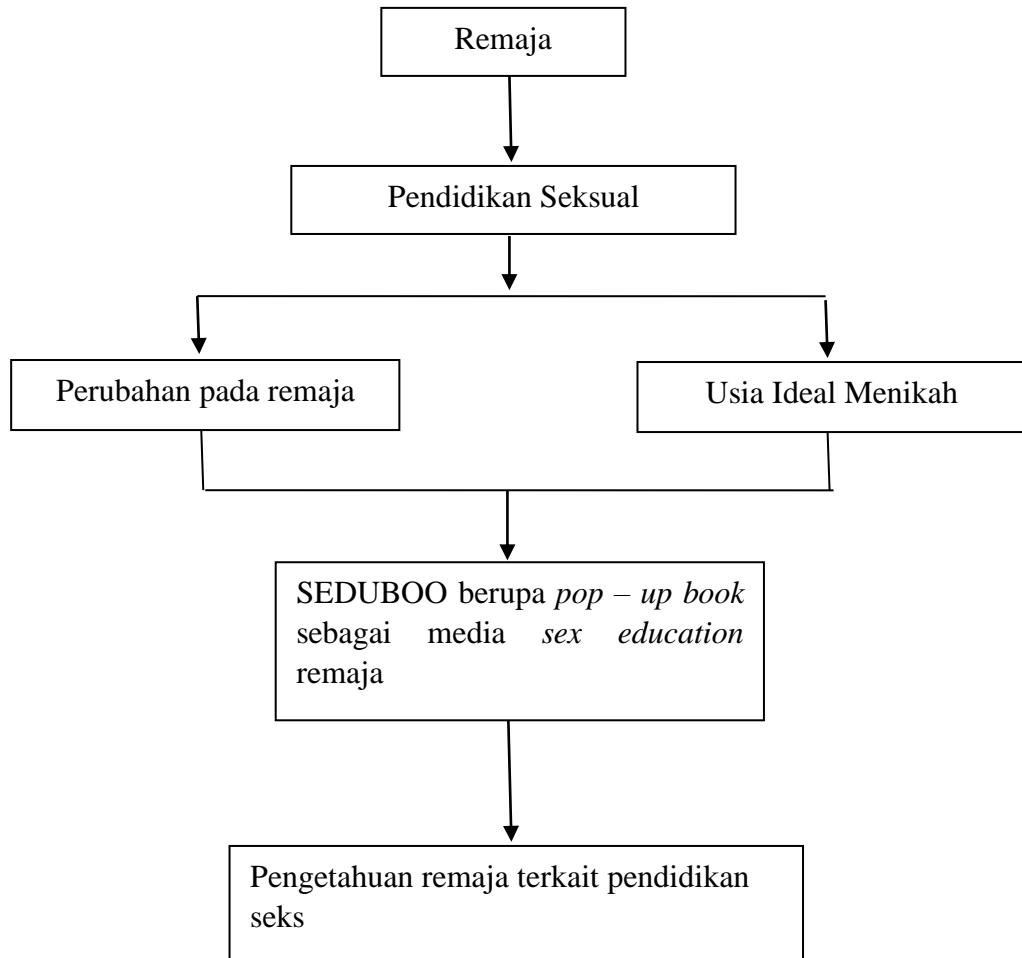 Remaja
Pendidikan Seksual
Perubahan pada remaja
Usia Ideal Menikah
SEDUBOO berupa pop – up book
sebagai media sex education
remaja
Pengetahuan remaja terkait pendidikan
seks